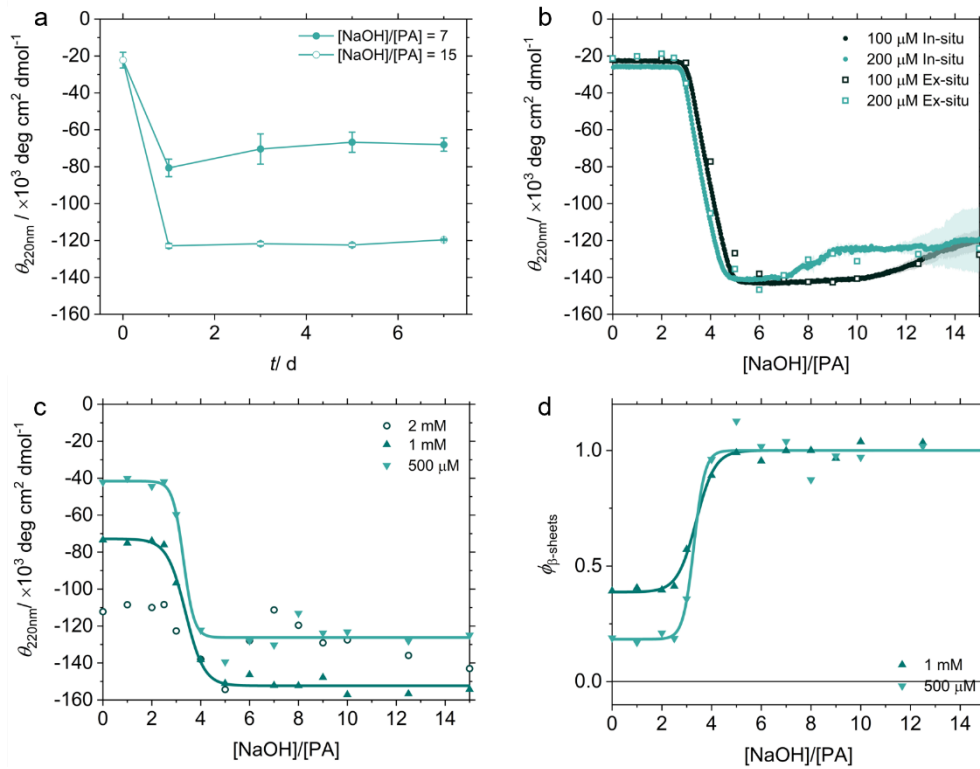 a
[NaOH]/[PA] = 7
[NaOH]/[PA] = 15
θ220nm/ ×10³ deg cm² dmol⁻¹
0
-20
-40
-60
-80
-100
-120
-140
-160
0 2 4 6
t/ d
b
100 μM In-situ
200 μM In-situ
100 μM Ex-situ
200 μM Ex-situ
θ220nm/ ×10³ deg cm² dmol⁻¹
0
-20
-40
-60
-80
-100
-120
-140
-160
0 2 4 6 8 10 12 14
[NaOH]/[PA]
c
2 mM
1 mM
500 μM
θ220nm/ ×10³ deg cm² dmol⁻¹
0
-20
-40
-60
-80
-100
-120
-140
-160
0 2 4 6 8 10 12 14
[NaOH]/[PA]
d
ϕβ-sheets
1.0
0.5
0.0
1 mM
500 μM
0 2 4 6 8 10 12 14
[NaOH]/[PA]